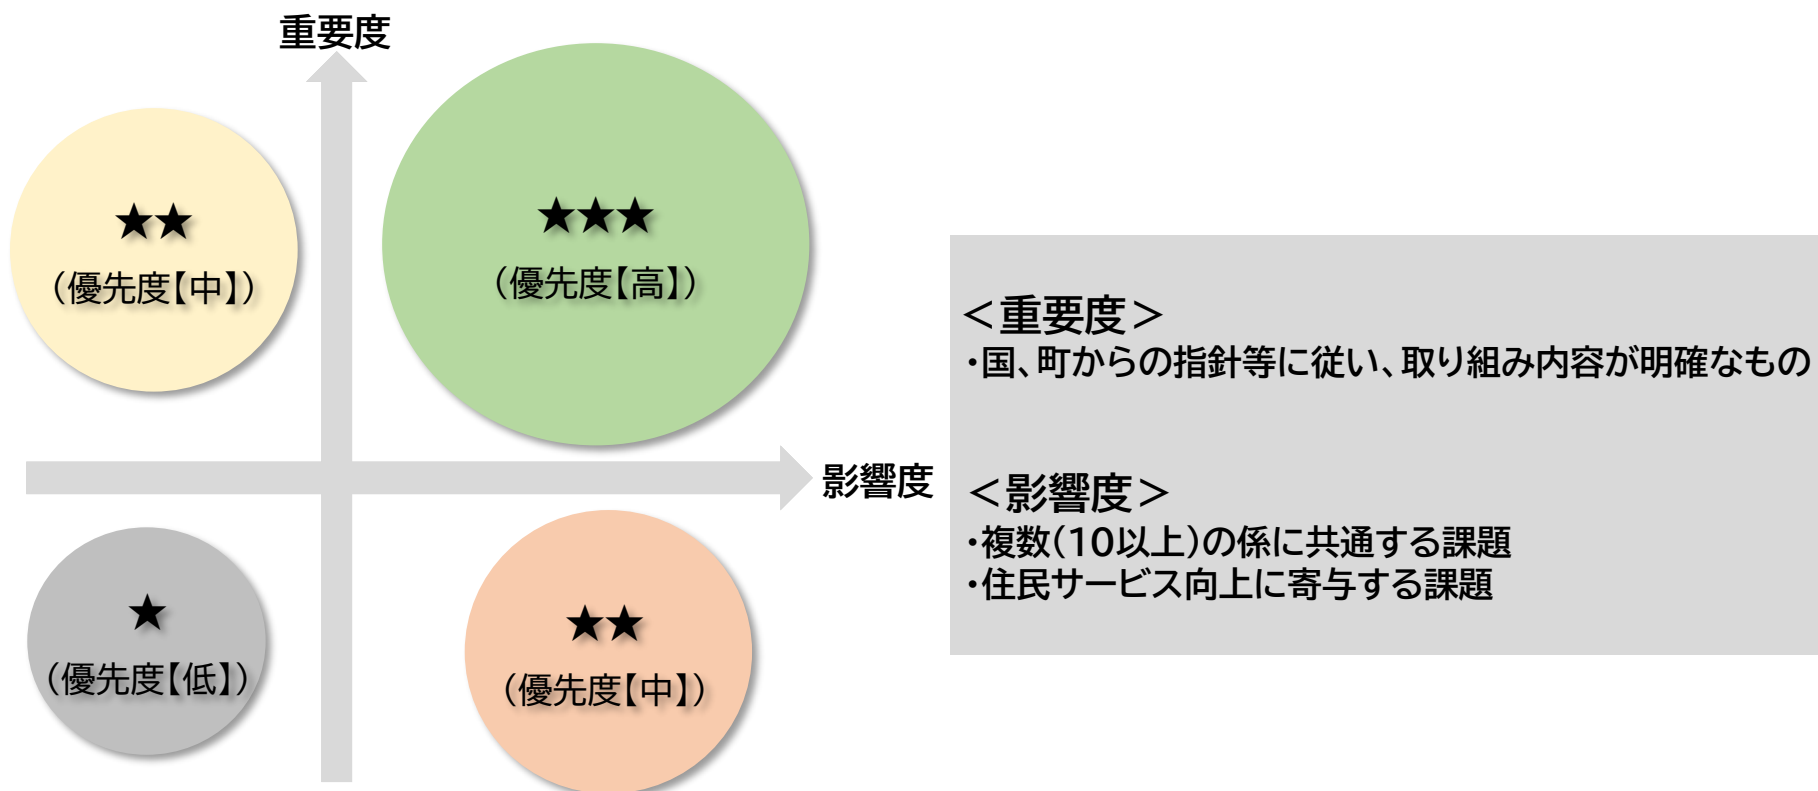 重要度
★★
(優先度【中】)
★★★
(優先度【高】)
影響度
★
(優先度【低】)
★★
(優先度【中】)
<重要度>
・国、町からの指針等に従い、取り組み内容が明確なもの
<影響度>
・複数(10以上)の係に共通する課題
・住民サービス向上に寄与する課題